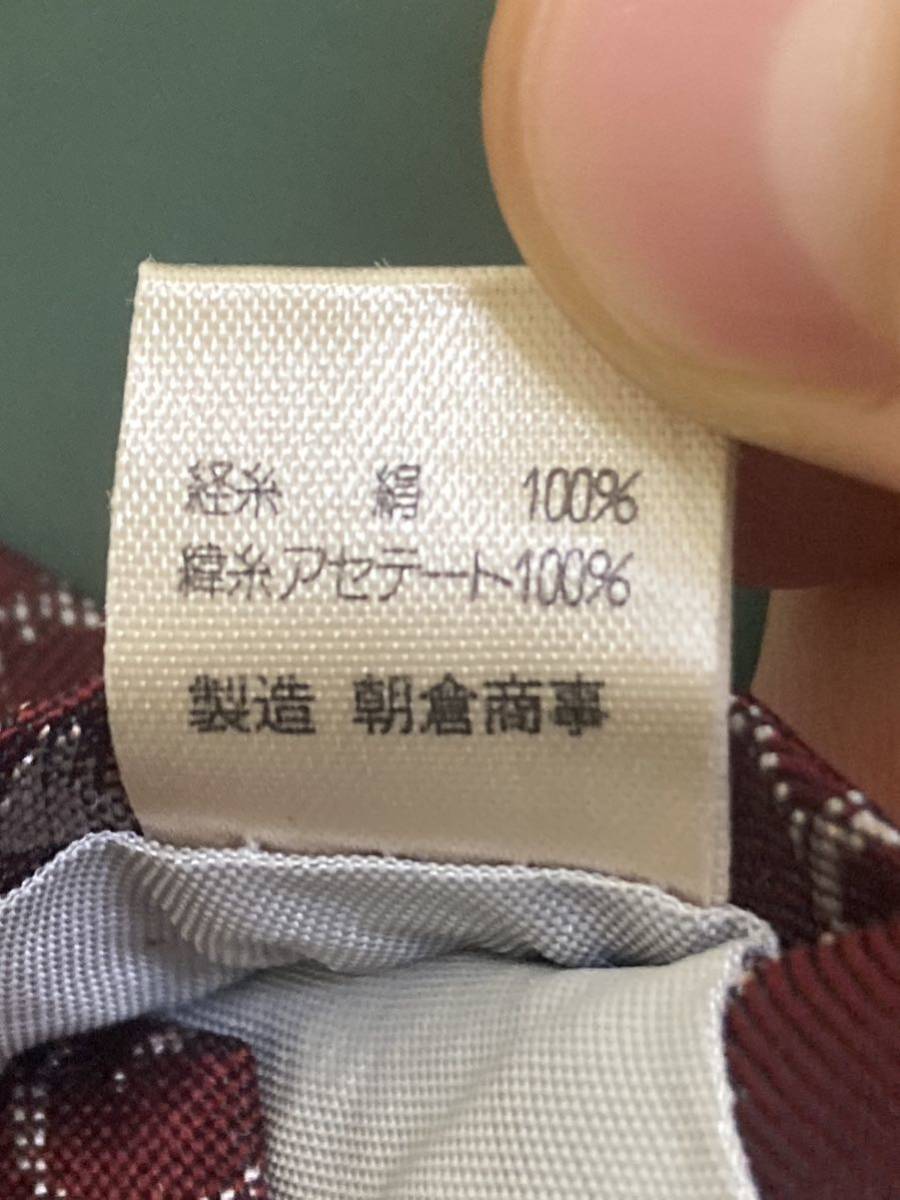 経糸 絹 100%
緯糸アセテート100%
製造 朝倉商事